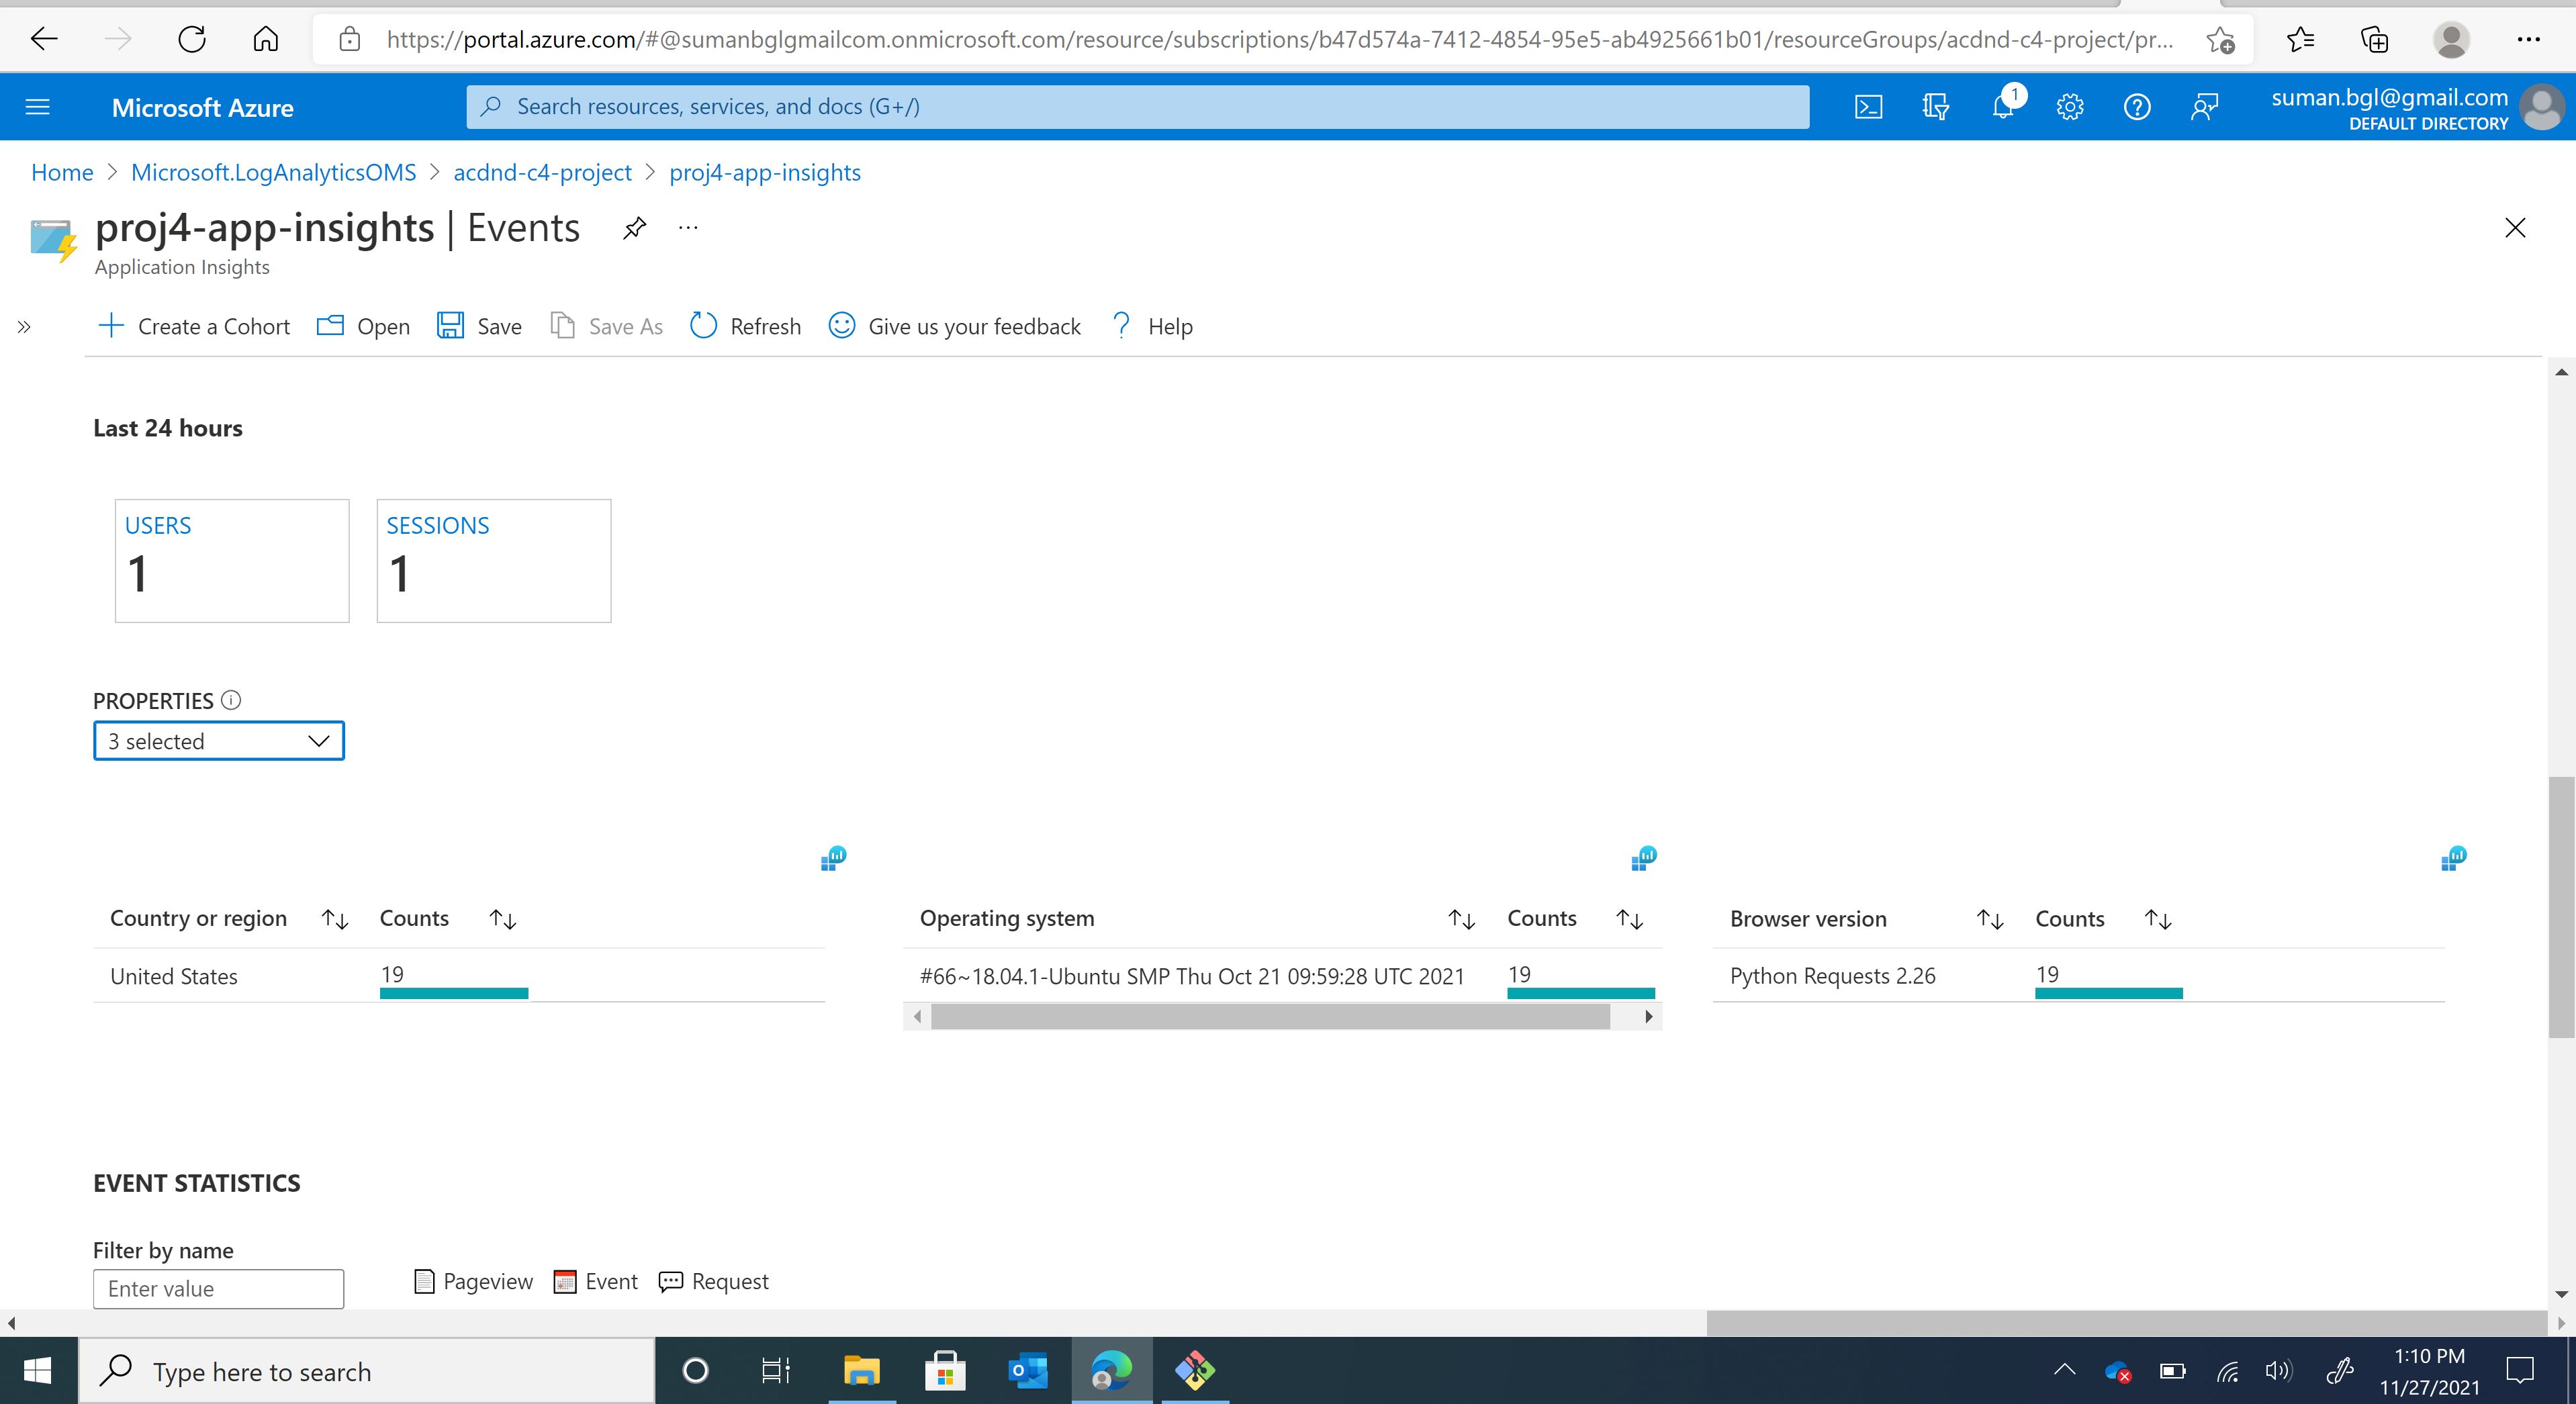 https://portal.azure.com/#@sumanbglgmailcom.onmicrosoft.com/resource/subscriptions/b47d574a-7412-4854-95e5-ab4925661b01/resourceGroups/acdnd-c4-project/pr...
Microsoft Azure
Search resources, services, and docs (G+/)
1
suman.bgl@gmail.com
DEFAULT DIRECTORY
Home > Microsoft.LogAnalyticsOMS > acdnd-c4-project > proj4-app-insights
proj4-app-insights | Events
Application Insights
Create a Cohort Open Save Save As Refresh Give us your feedback Help
Last 24 hours
USERS
1
SESSIONS
1
PROPERTIES
3 selected
Country or region Counts
United States 19
Operating system Counts
#66~18.04.1-Ubuntu SMP Thu Oct 21 09:59:28 UTC 2021 19
Browser version Counts
Python Requests 2.26 19
EVENT STATISTICS
Filter by name
Enter value
Pageview Event Request
Type here to search
1:10 PM
11/27/2021